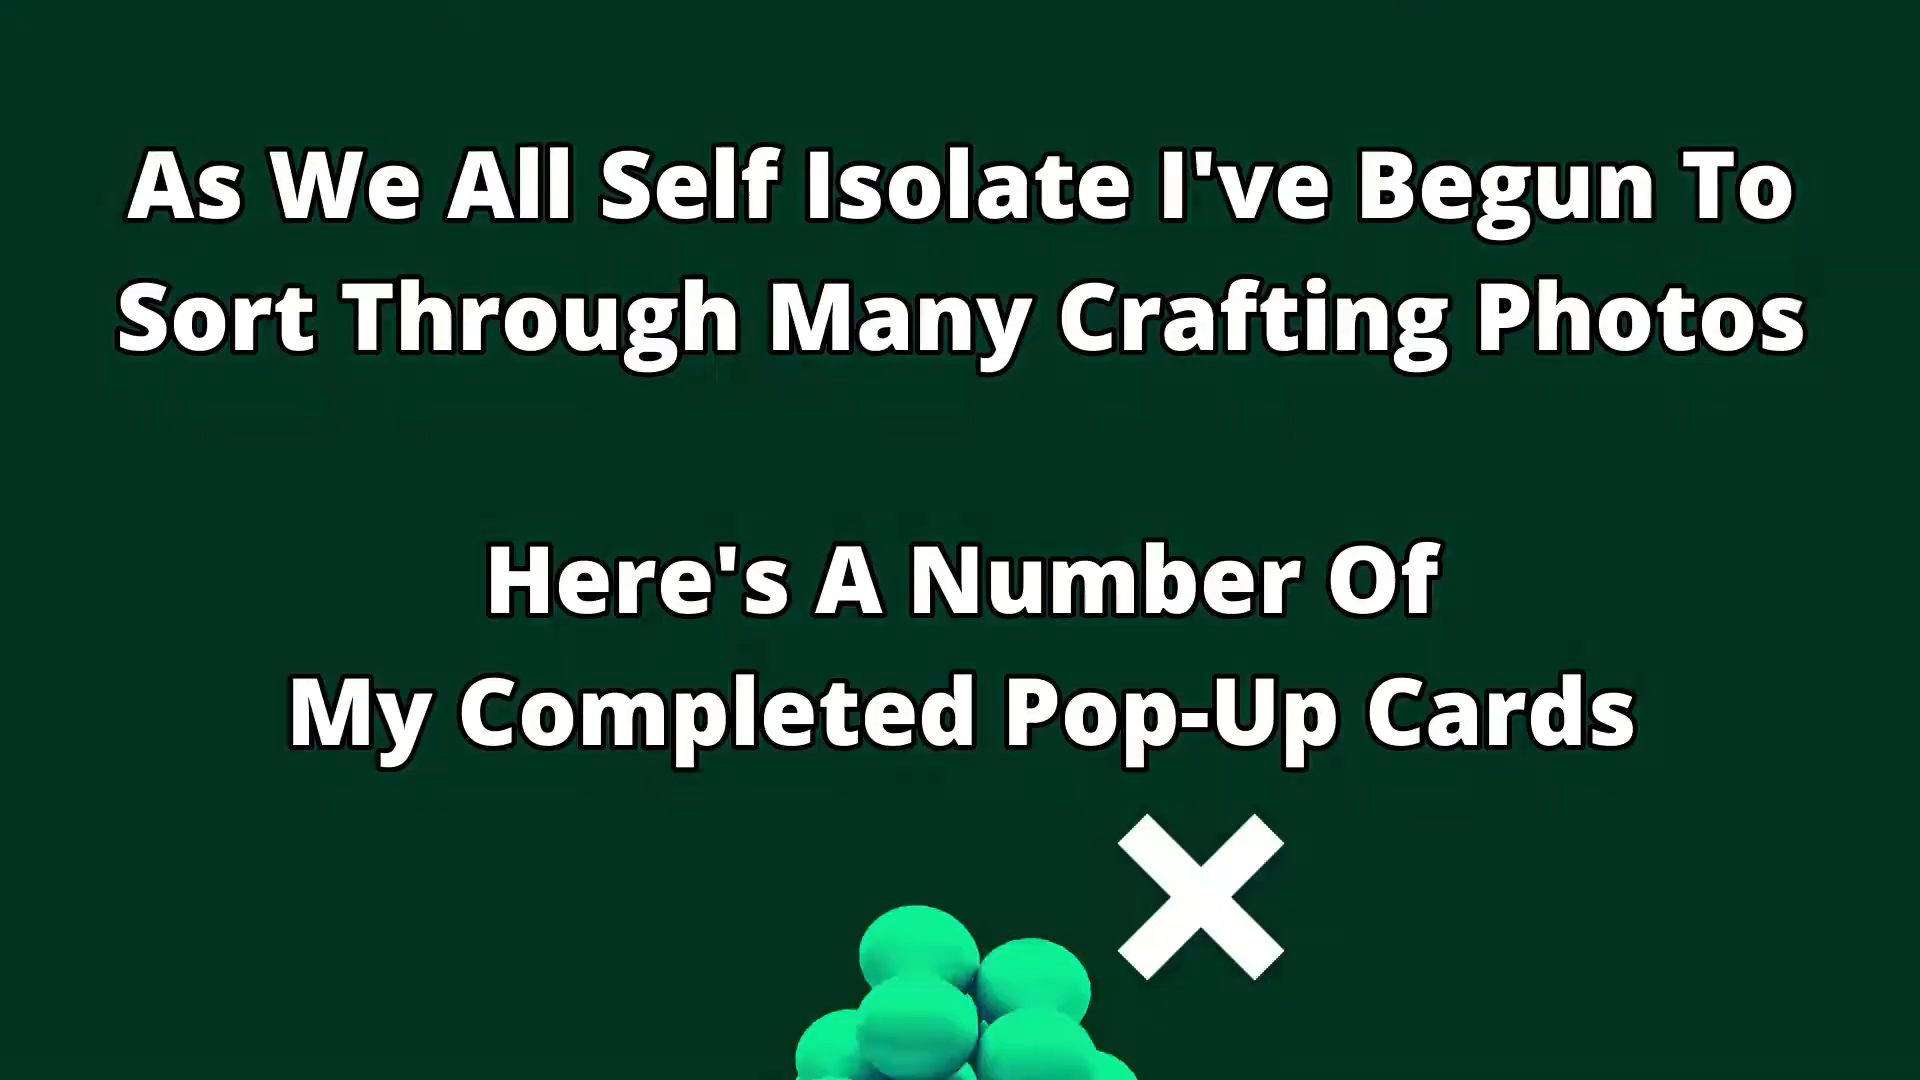 As We All Self Isolate I've Begun To
Sort Through Many Crafting Photos
Here's A Number Of
My Completed Pop-Up Cards